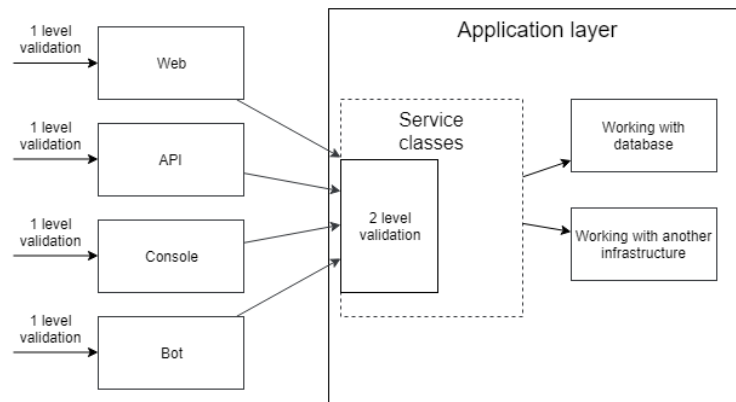 1 level
validation
Web
1 level
validation
API
1 level
validation
Console
1 level
validation
Bot
Application layer
Service
classes
2 level
validation
Working with
database
Working with another
infrastructure